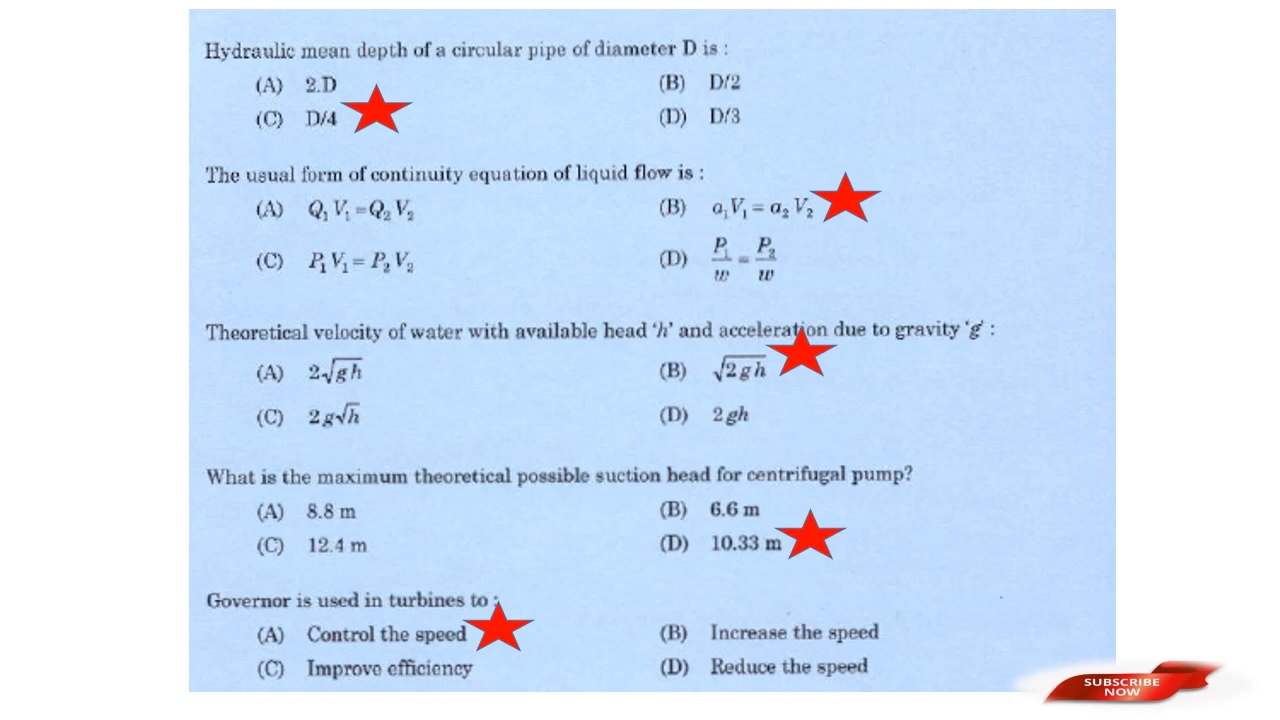 Hydraulic mean depth of a circular pipe of diameter D is :
(A) 2.D (B) D/2
(C) D/4 (D) D/3
The usual form of continuity equation of liquid flow is :
(A) Q₁ V₁ = Q₂ V₂ (B) a₁V₁ = a₂ V₂
(C) P₁ V₁ = P₂ V₂ (D) P₁/w = P₂/w
Theoretical velocity of water with available head 'h' and acceleration due to gravity 'g' :
(A) 2√gh (B) √2gh
(C) 2g√h (D) 2gh
What is the maximum theoretical possible suction head for centrifugal pump?
(A) 8.8 m (B) 6.6 m
(C) 12.4 m (D) 10.33 m
Governor is used in turbines to :
(A) Control the speed (B) Increase the speed
(C) Improve efficiency (D) Reduce the speed
SUBSCRIBE
NOW